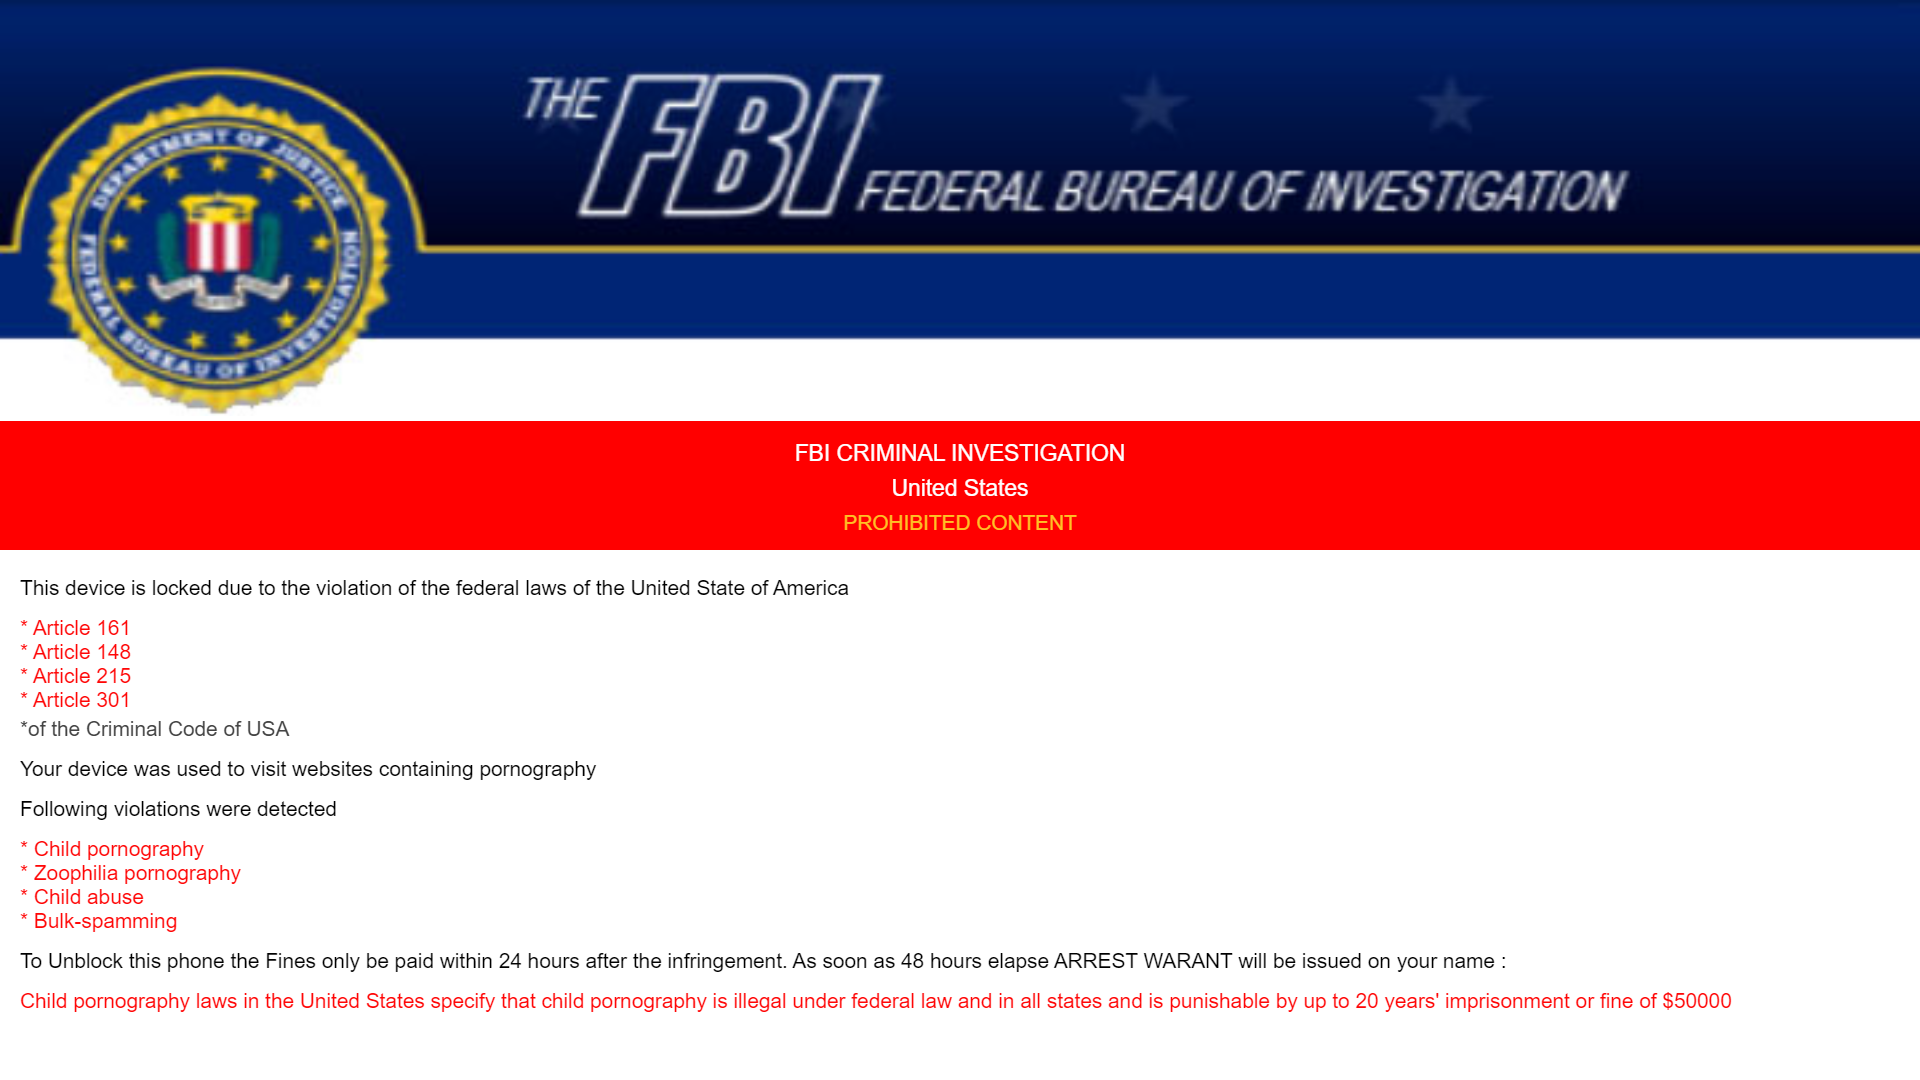 THE FBI FEDERAL BUREAU OF INVESTIGATION
DEPARTMENT OF JUSTICE
FEDERAL BUREAU OF INVESTIGATION
FBI CRIMINAL INVESTIGATION
United States
PROHIBITED CONTENT
This device is locked due to the violation of the federal laws of the United State of America
* Article 161
* Article 148
* Article 215
* Article 301
*of the Criminal Code of USA
Your device was used to visit websites containing pornography
Following violations were detected
* Child pornography
* Zoophilia pornography
* Child abuse
* Bulk-spamming
To Unblock this phone the Fines only be paid within 24 hours after the infringement. As soon as 48 hours elapse ARREST WARANT will be issued on your name :
Child pornography laws in the United States specify that child pornography is illegal under federal law and in all states and is punishable by up to 20 years' imprisonment or fine of $50000